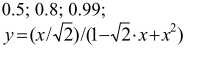 0.5; 0.8; 0.99;
y=(x/√2)/(1−√2·x+x²)